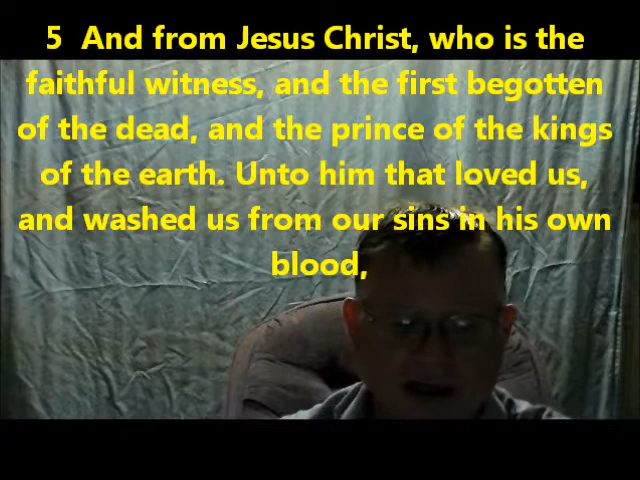 5  And from Jesus Christ, who is the
faithful witness, and the first begotten
of the dead, and the prince of the kings
of the earth. Unto him that loved us,
and washed us from our sins in his own
blood,